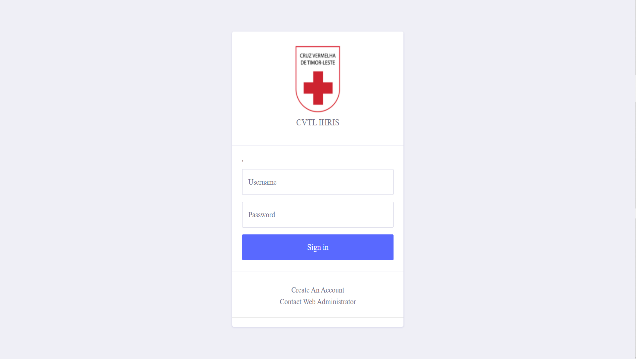 CRUZ VERMELHA
DE TIMOR-LESTE
CVTL HRIS
Username
Password
Sign in
Create An Account
Contact Web Administrator